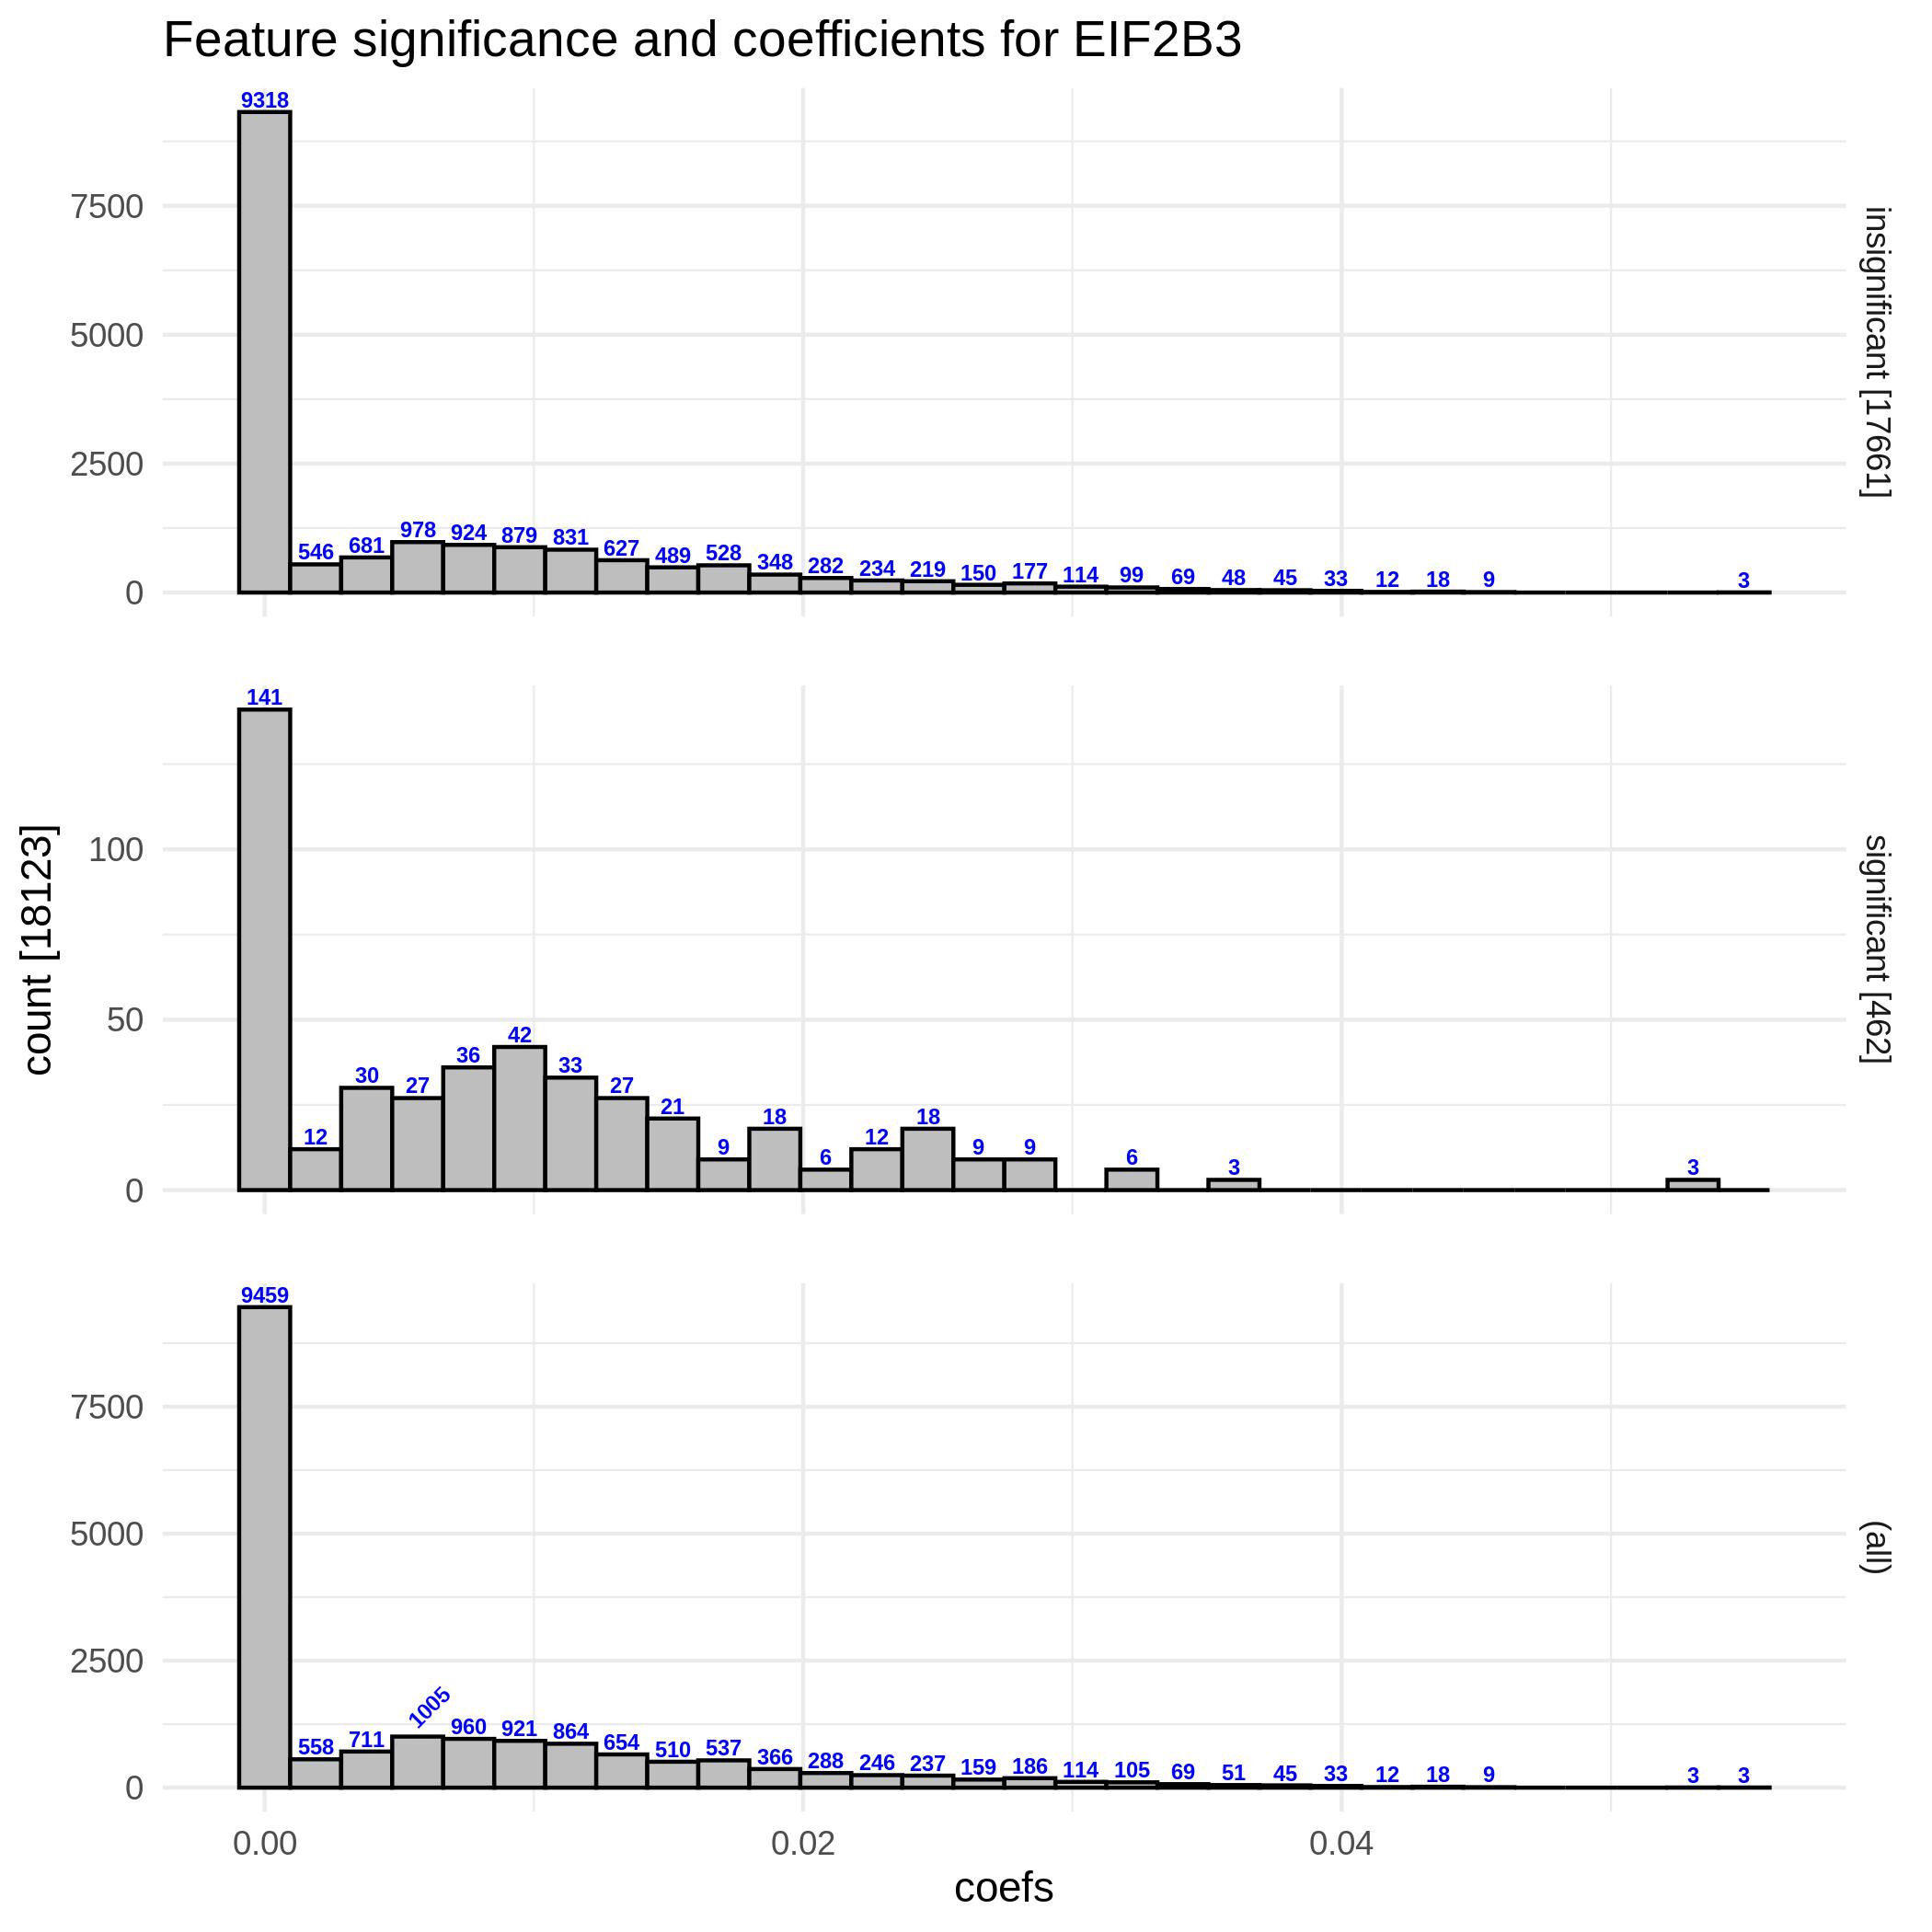 Feature significance and coefficients for EIF2B3
9318
7500
5000
2500
0
546 681 978 924 879 831 627 489 528 348 282 234 219 150 177 114 99 69 48 45 33 12 18 9 3
insignificant [17661]
141
100
50
0
12 30 27 36 42 33 27 21 9 18 6 12 18 9 9 6 3 3
significant [462]
count [18123]
9459
7500
5000
2500
0
558 711 1005 960 921 864 654 510 537 366 288 246 237 159 186 114 105 69 51 45 33 12 18 9 3 3
(all)
0.00 0.02 0.04
coefs